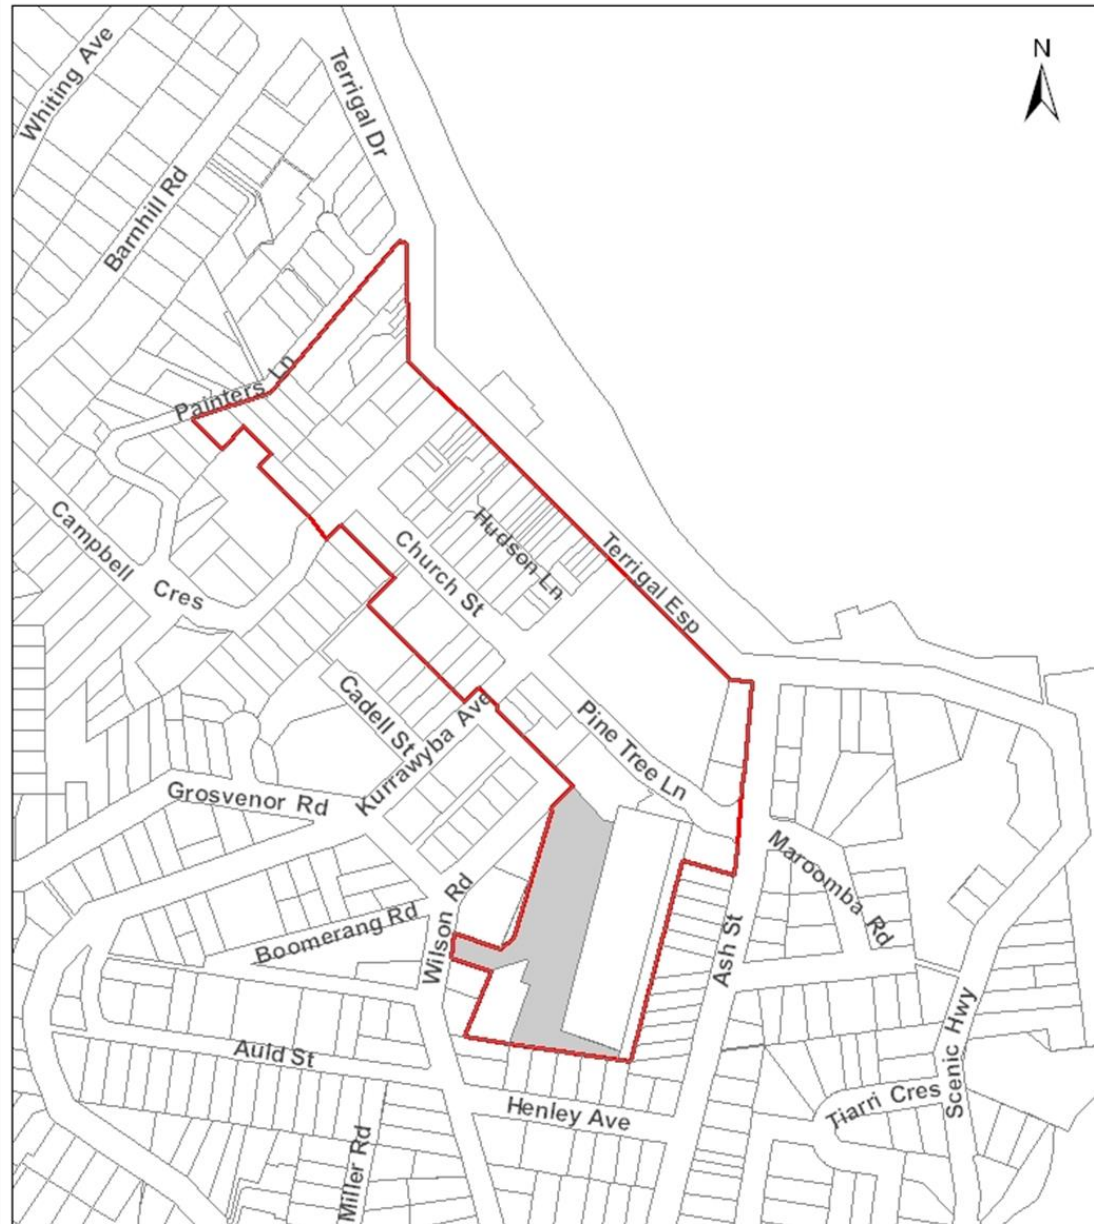 N
Whiting Ave
Terrigal Dr
Barnhill Rd
Painters Ln
Campbell
Cres
Church St
Hudson Ln
Terrigal Esp
Cadell St
Kurrawyba Ave
Pine Tree Ln
Grosvenor Rd
Maroomba Rd
Boomerang Rd
Wilson Rd
Ash St
Scenic Hwy
Auld St
Henley Ave
Tiarri Cres
Miller Rd